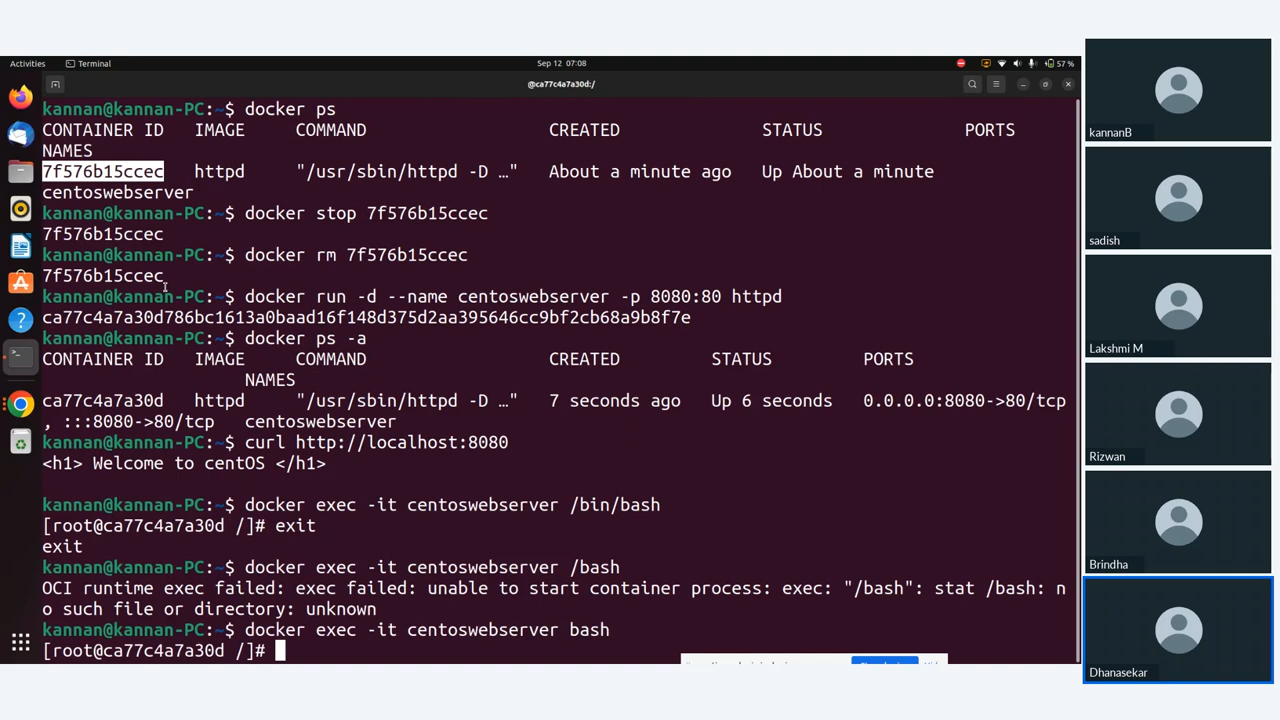 Activities
Terminal
Sep 12 07:08
57 %
@ca77c4a7a30d:/
kannan@kannan-PC:~$ docker ps
CONTAINER ID IMAGE COMMAND CREATED STATUS PORTS
NAMES
7f576b15ccec httpd "/usr/sbin/httpd -D …" About a minute ago Up About a minute
centoswebserver
kannan@kannan-PC:~$ docker stop 7f576b15ccec
7f576b15ccec
kannan@kannan-PC:~$ docker rm 7f576b15ccec
7f576b15ccec
kannan@kannan-PC:~$ docker run -d --name centoswebserver -p 8080:80 httpd
ca77c4a7a30d786bc1613a0baad16f148d375d2aa395646cc9bf2cb68a9b8f7e
kannan@kannan-PC:~$ docker ps -a
CONTAINER ID IMAGE COMMAND CREATED STATUS PORTS
NAMES
ca77c4a7a30d httpd "/usr/sbin/httpd -D …" 7 seconds ago Up 6 seconds 0.0.0.0:8080->80/tcp
, :::8080->80/tcp centoswebserver
kannan@kannan-PC:~$ curl http://localhost:8080
<h1> Welcome to centOS </h1>
kannan@kannan-PC:~$ docker exec -it centoswebserver /bin/bash
[root@ca77c4a7a30d /]# exit
exit
kannan@kannan-PC:~$ docker exec -it centoswebserver /bash
OCI runtime exec failed: exec failed: unable to start container process: exec: "/bash": stat /bash: n
o such file or directory: unknown
kannan@kannan-PC:~$ docker exec -it centoswebserver bash
[root@ca77c4a7a30d /]#
kannanB
sadish
Lakshmi M
Rizwan
Brindha
Dhanasekar